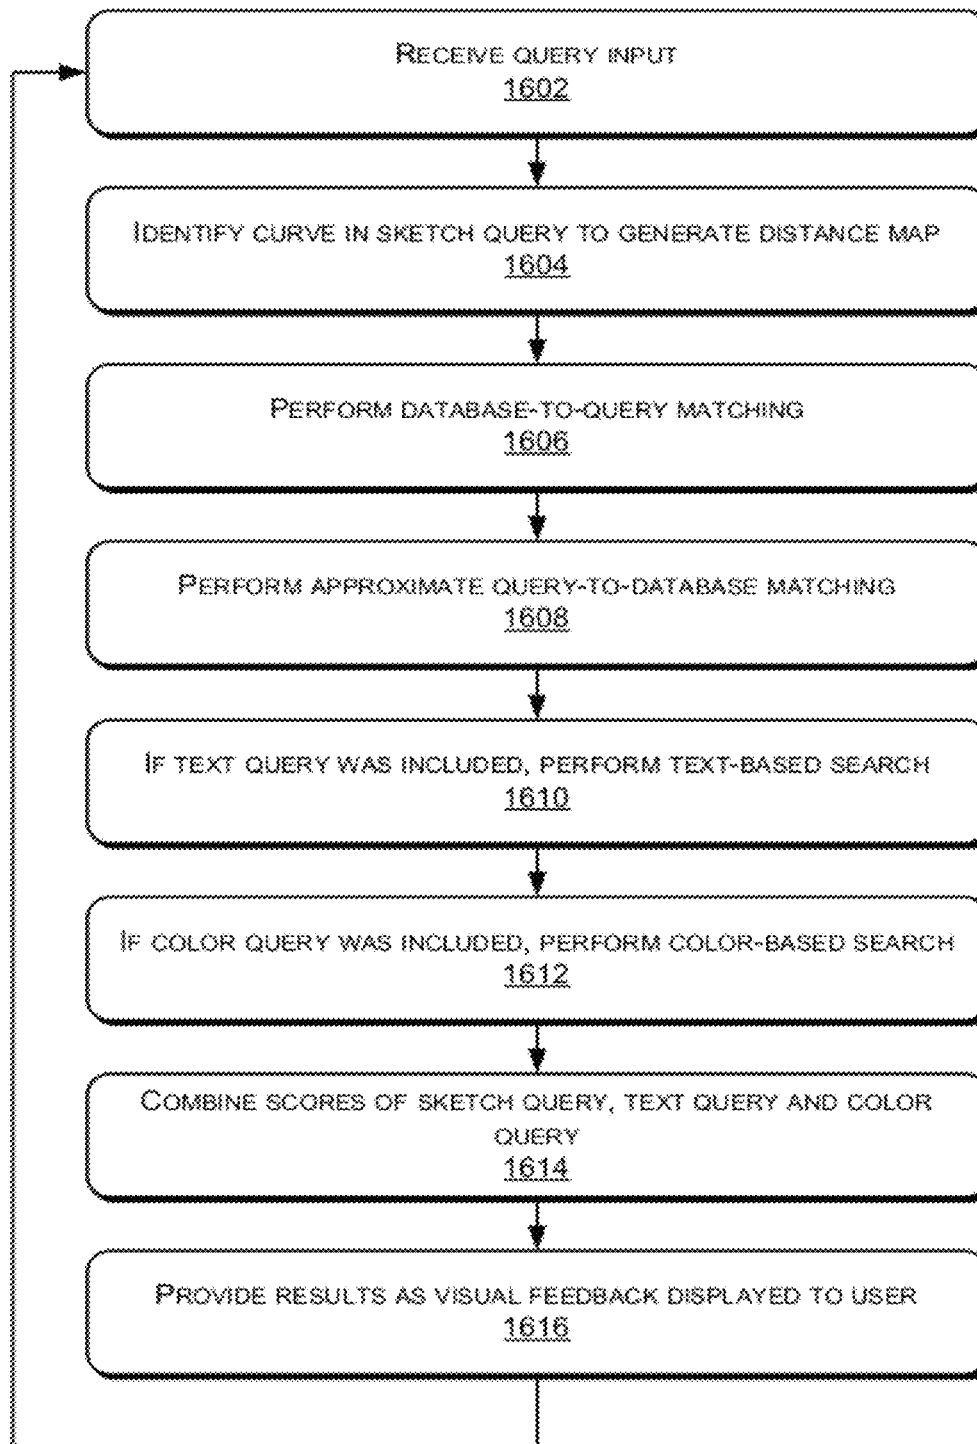 RECEIVE QUERY INPUT
1602
IDENTIFY CURVE IN SKETCH QUERY TO GENERATE DISTANCE MAP
1604
PERFORM DATABASE-TO-QUERY MATCHING
1606
PERFORM APPROXIMATE QUERY-TO-DATABASE MATCHING
1608
IF TEXT QUERY WAS INCLUDED, PERFORM TEXT-BASED SEARCH
1610
IF COLOR QUERY WAS INCLUDED, PERFORM COLOR-BASED SEARCH
1612
COMBINE SCORES OF SKETCH QUERY, TEXT QUERY AND COLOR
QUERY
1614
PROVIDE RESULTS AS VISUAL FEEDBACK DISPLAYED TO USER
1616